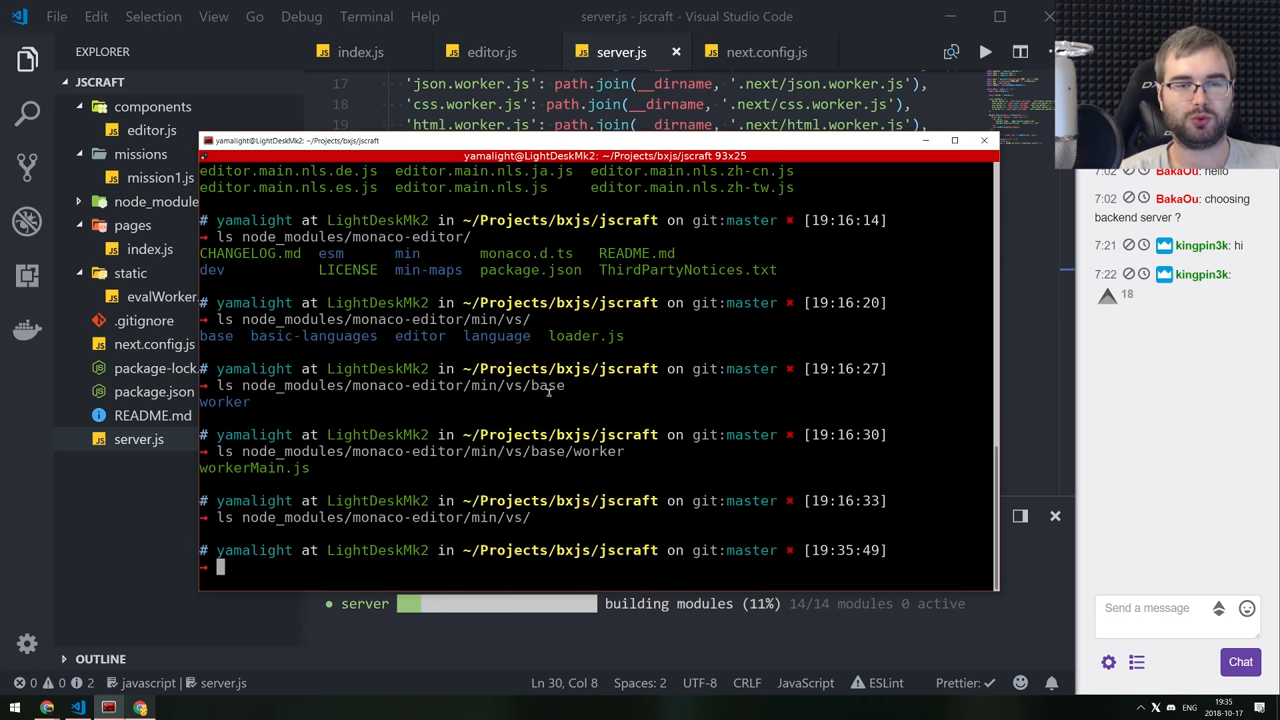 File Edit Selection View Go Debug Terminal Help server.js - jscraft - Visual Studio Code
EXPLORER
index.js editor.js server.js next.config.js
JSCRAFT
components
editor.js
missions
mission1.js
node_module
pages
index.js
static
evalWorker
.gitignore
next.config.js
package-lock.
package.json
README.md
server.js
OUTLINE
17 'json.worker.js': path.join(__dirname, '.next/json.worker.js'),
18 'css.worker.js': path.join(__dirname, '.next/css.worker.js'),
19 'html.worker.js': path.join(__dirname, '.next/html.worker.js'),
yamalight@LightDeskMk2: ~/Projects/bxjs/jscraft
yamalight@LightDeskMk2: ~/Projects/bxjs/jscraft 93x25
editor.main.nls.de.js editor.main.nls.ja.js editor.main.nls.zh-cn.js
editor.main.nls.es.js editor.main.nls.js editor.main.nls.zh-tw.js
# yamalight at LightDeskMk2 in ~/Projects/bxjs/jscraft on git:master ✖ [19:16:14]
→ ls node_modules/monaco-editor/
CHANGELOG.md esm min monaco.d.ts README.md
dev LICENSE min-maps package.json ThirdPartyNotices.txt
# yamalight at LightDeskMk2 in ~/Projects/bxjs/jscraft on git:master ✖ [19:16:20]
→ ls node_modules/monaco-editor/min/vs/
base basic-languages editor language loader.js
# yamalight at LightDeskMk2 in ~/Projects/bxjs/jscraft on git:master ✖ [19:16:27]
→ ls node_modules/monaco-editor/min/vs/base
worker
# yamalight at LightDeskMk2 in ~/Projects/bxjs/jscraft on git:master ✖ [19:16:30]
→ ls node_modules/monaco-editor/min/vs/base/worker
workerMain.js
# yamalight at LightDeskMk2 in ~/Projects/bxjs/jscraft on git:master ✖ [19:16:33]
→ ls node_modules/monaco-editor/min/vs/
# yamalight at LightDeskMk2 in ~/Projects/bxjs/jscraft on git:master ✖ [19:35:49]
→
● server building modules (11%) 14/14 modules 0 active
0 0 2 javascript server.js Ln 30, Col 8 Spaces: 2 UTF-8 CRLF JavaScript ESLint Prettier: ✓
7:02 BakaOu: hello
7:02 BakaOu: choosing
backend server ?
7:21 kingpin3k: hi
7:22 kingpin3k:
18
Send a message
Chat
ENG
19:35
2018-10-17